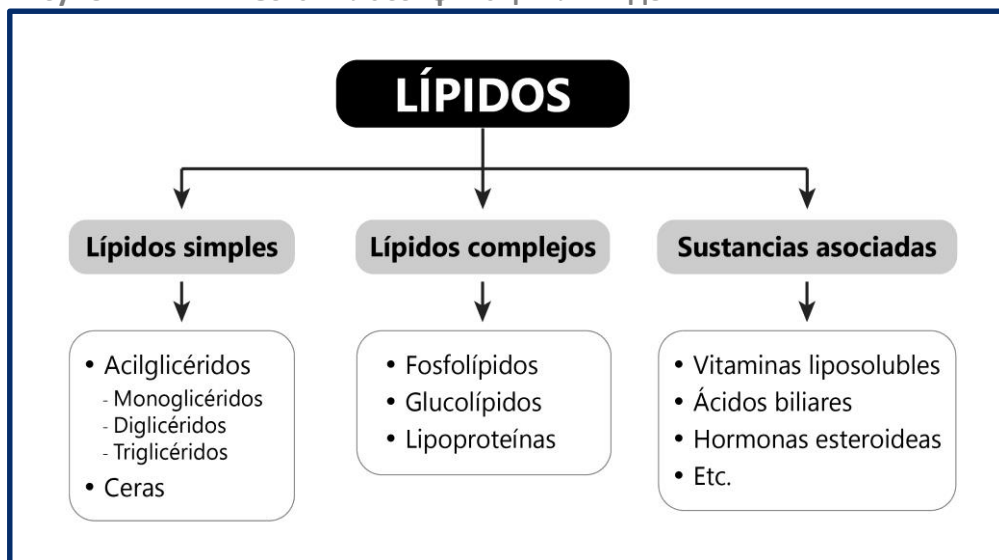 LÍPIDOS
Lípidos simples
Lípidos complejos
Sustancias asociadas
• Acilglicéridos
- Monoglicéridos
- Diglicéridos
- Triglicéridos
• Ceras
• Fosfolípidos
• Glucolípidos
• Lipoproteínas
• Vitaminas liposolubles
• Ácidos biliares
• Hormonas esteroideas
• Etc.